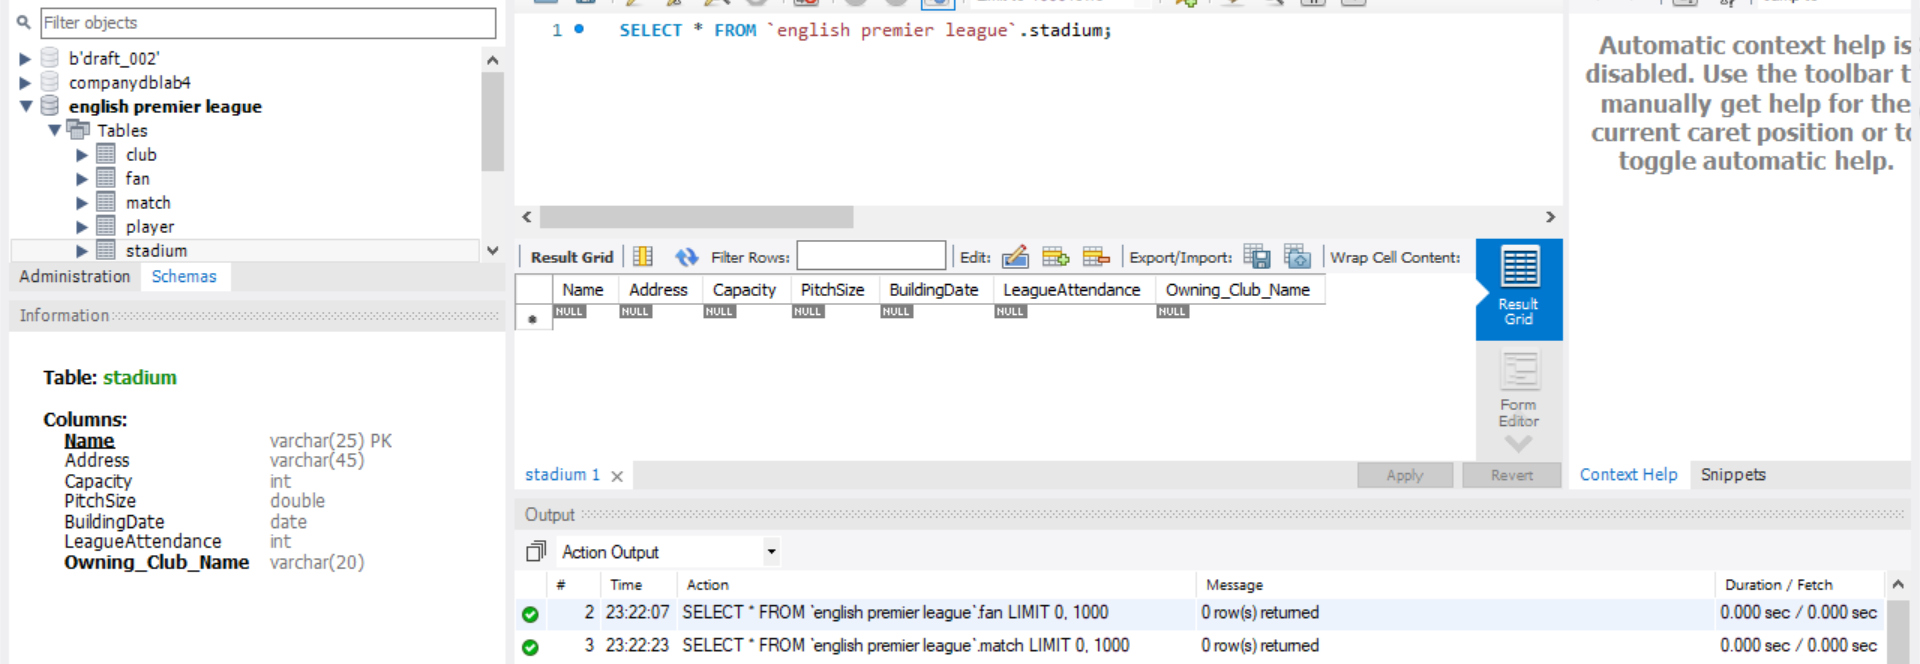 Filter objects
b'draft_002'
companydblab4
english premier league
Tables
club
fan
match
player
stadium
Administration Schemas
Information
Table: stadium
Columns:
Name varchar(25) PK
Address varchar(45)
Capacity int
PitchSize double
BuildingDate date
LeagueAttendance int
Owning_Club_Name varchar(20)
1 SELECT * FROM `english premier league`.stadium;
Result Grid Filter Rows: Edit: Export/Import: Wrap Cell Content:
Name Address Capacity PitchSize BuildingDate LeagueAttendance Owning_Club_Name
NULL NULL NULL NULL NULL NULL NULL
Result
Grid
Form
Editor
stadium 1 Apply Revert
Output
Action Output
# Time Action Message Duration / Fetch
2 23:22:07 SELECT * FROM `english premier league`.fan LIMIT 0, 1000 0 row(s) returned 0.000 sec / 0.000 sec
3 23:22:23 SELECT * FROM `english premier league`.match LIMIT 0, 1000 0 row(s) returned 0.000 sec / 0.000 sec
Automatic context help is
disabled. Use the toolbar t
manually get help for the
current caret position or to
toggle automatic help.
Context Help Snippets